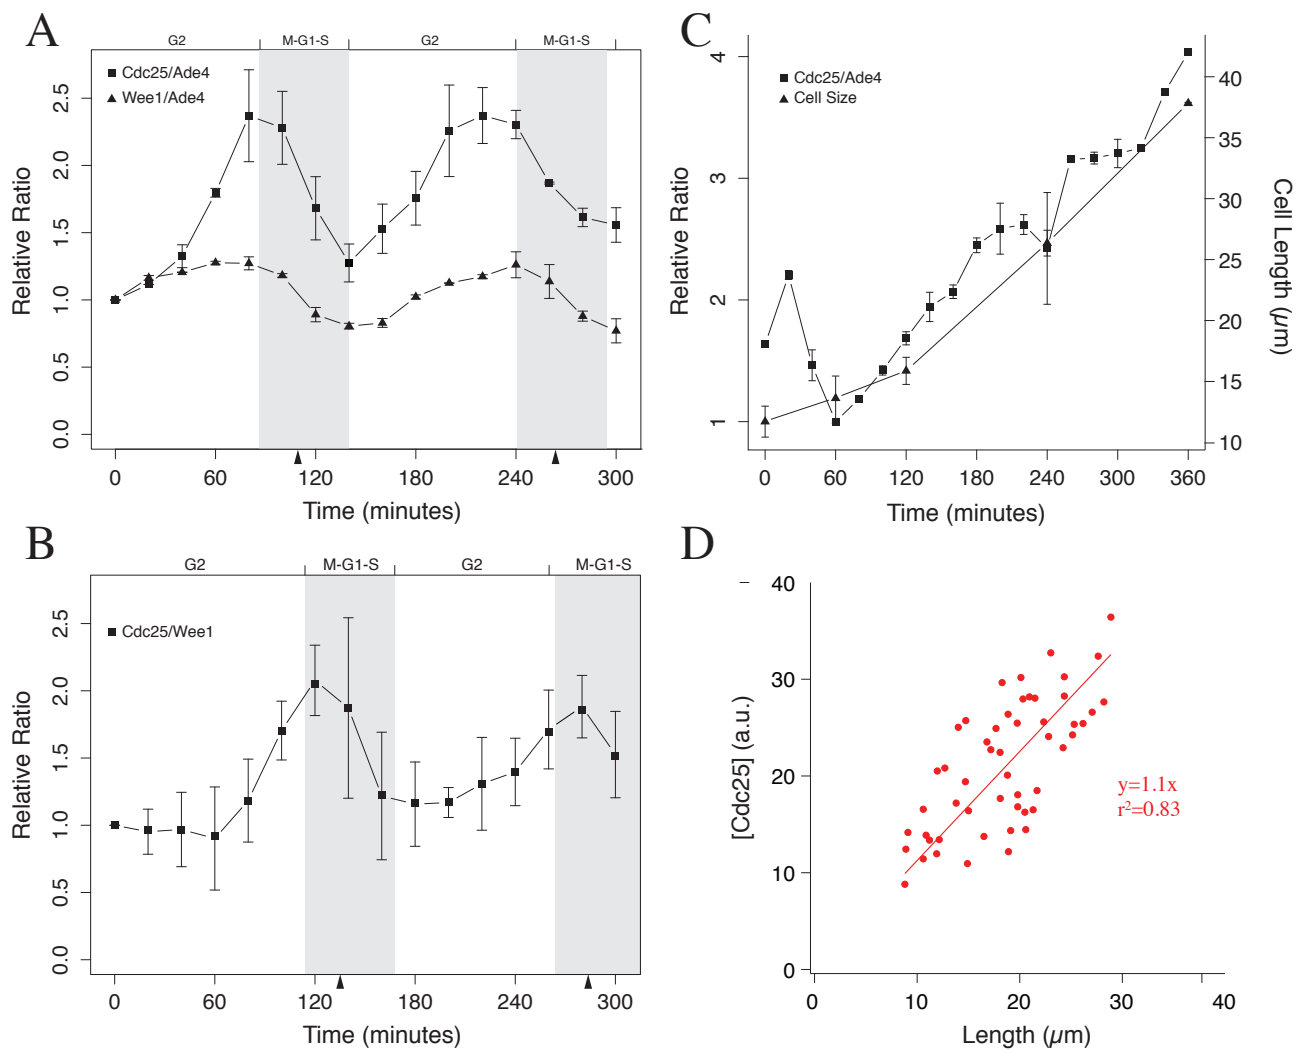 A
G2 M-G1-S G2 M-G1-S
Cdc25/Ade4
Wee1/Ade4
Relative Ratio
0.0 0.5 1.0 1.5 2.0 2.5
0 60 120 180 240 300
Time (minutes)
B
G2 M-G1-S G2 M-G1-S
Cdc25/Wee1
Relative Ratio
0.0 0.5 1.0 1.5 2.0 2.5
0 60 120 180 240 300
Time (minutes)
C
Cdc25/Ade4
Cell Size
Relative Ratio
1 2 3 4
Cell Length (µm)
10 15 20 25 30 35 40
0 60 120 180 240 300 360
Time (minutes)
D
[Cdc25] (a.u.)
0 10 20 30 40
y=1.1x
r²=0.83
0 10 20 30 40
Length (µm)